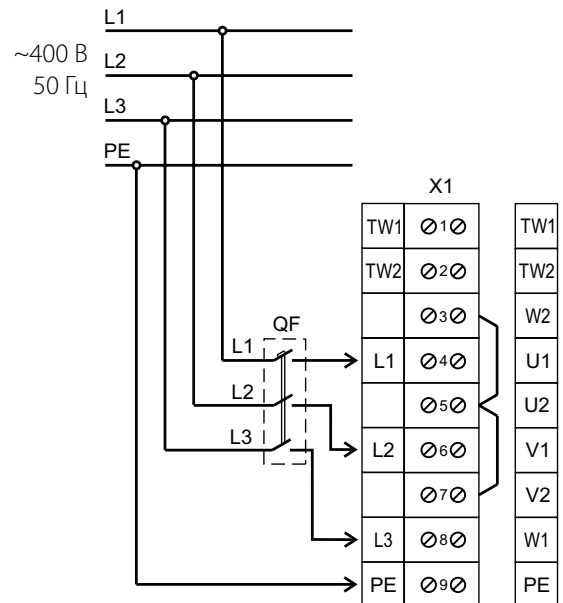 L1
~400 В
L2
50 Гц
L3
PE
X1
TW1 1 TW1
TW2 2 TW2
3 W2
QF
L1
L1 4 U1
L2
5 U2
L3
L2 6 V1
7 V2
L3 8 W1
PE 9 PE